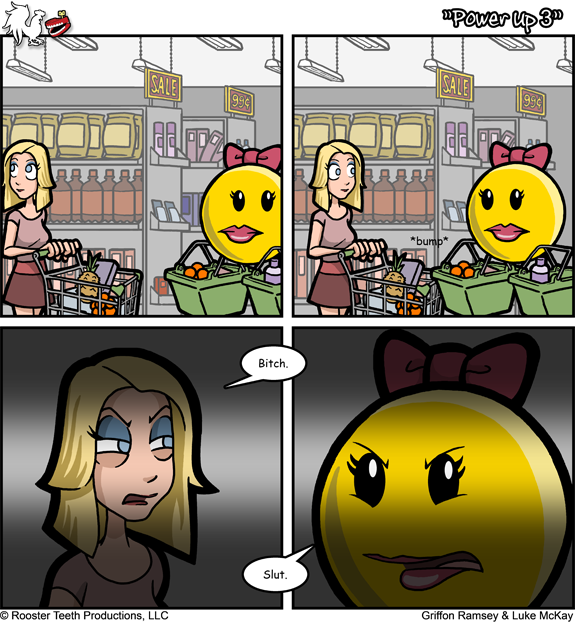 "Power Up 3"
SALE
99¢
SALE
99¢
*bump*
Bitch.
Slut.
© Rooster Teeth Productions, LLC
Griffon Ramsey & Luke McKay